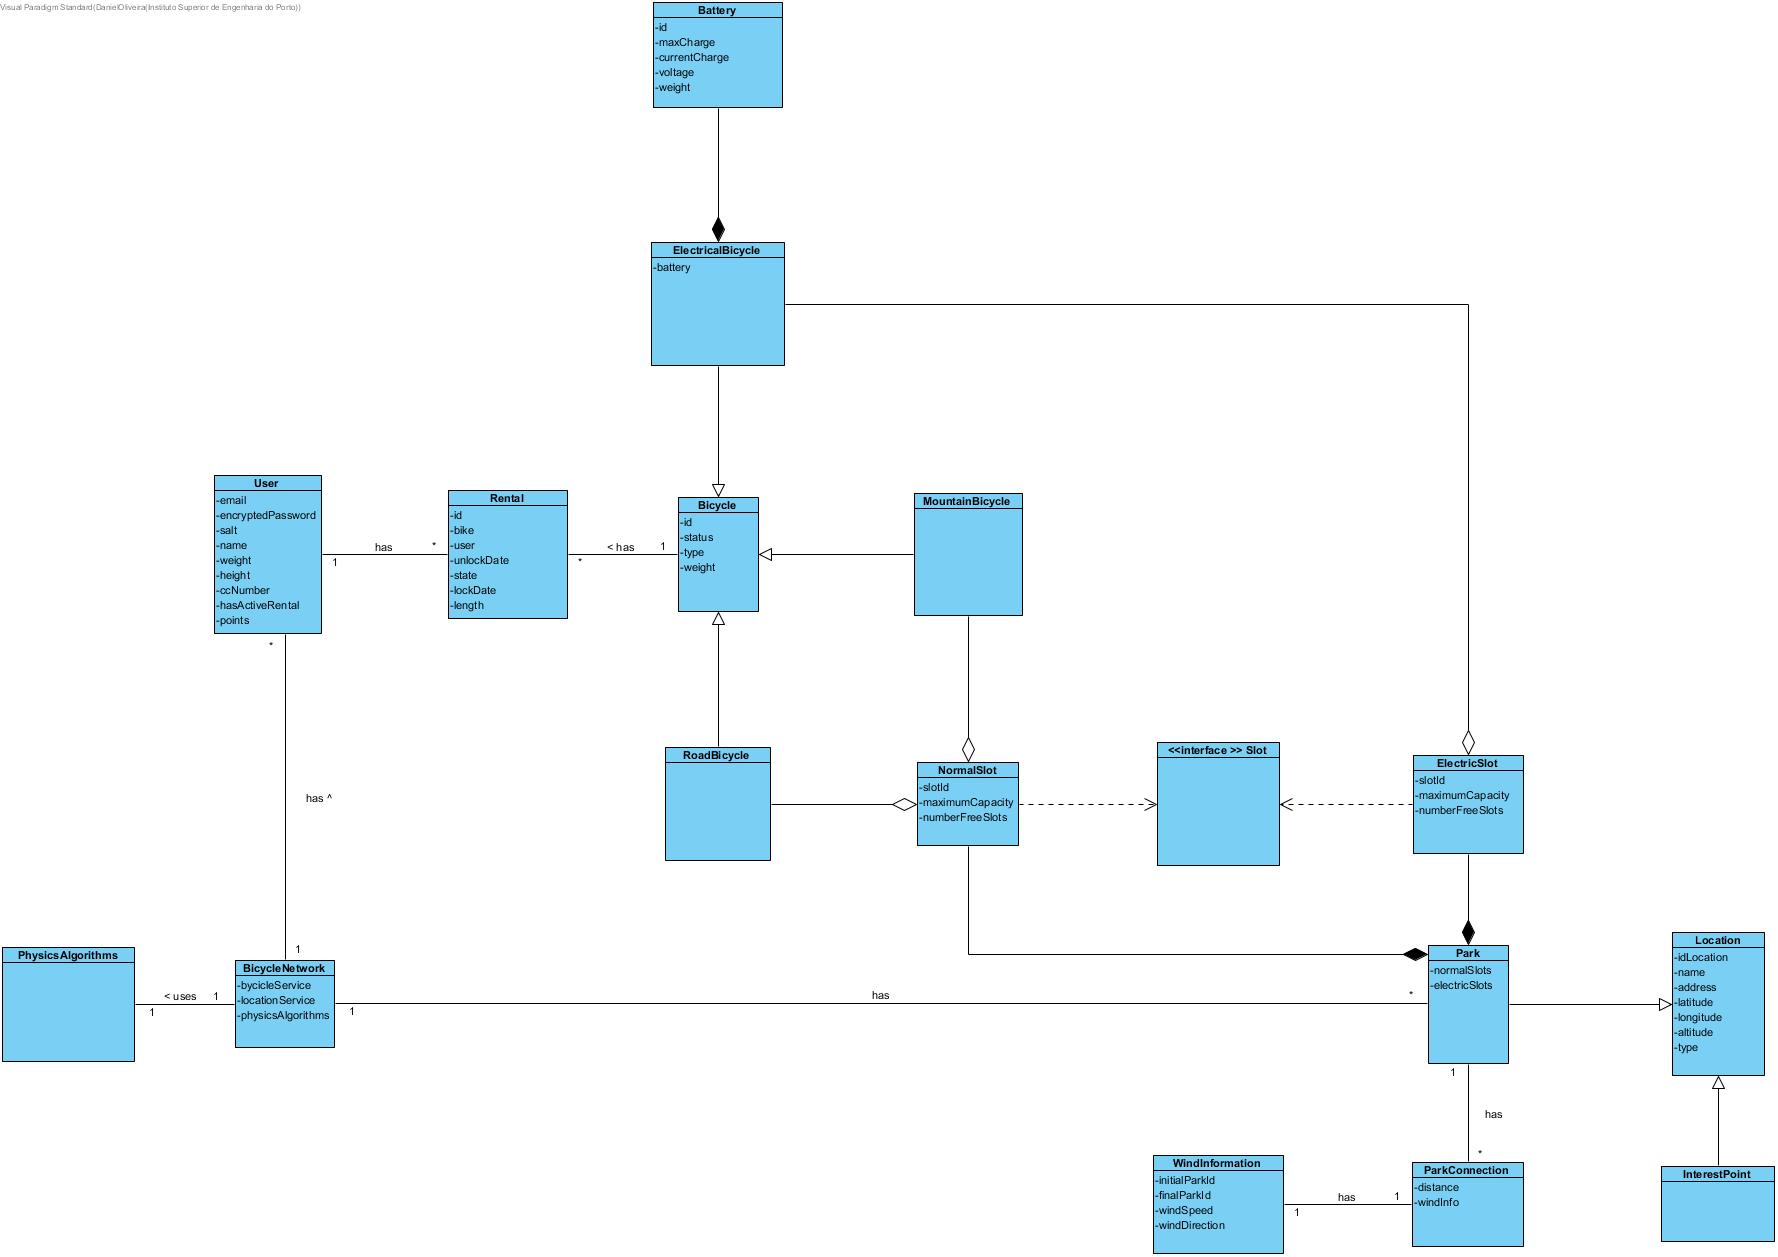 Visual Paradigm Standard(DanielOliveira(Instituto Superior de Engenharia do Porto))
Battery
-id
-maxCharge
-currentCharge
-voltage
-weight
ElectricalBicycle
-battery
User
-email
-encryptedPassword
-salt
-name
-weight
-height
-ccNumber
-hasActiveRental
-points
1
has
*
Rental
-id
-bike
-user
-unlockDate
-state
-lockDate
-length
*
< has
1
Bicycle
-id
-status
-type
-weight
MountainBicycle
RoadBicycle
NormalSlot
-slotId
-maximumCapacity
-numberFreeSlots
<<interface >> Slot
ElectricSlot
-slotId
-maximumCapacity
-numberFreeSlots
*
has ^
1
PhysicsAlgorithms
1
< uses
1
BicycleNetwork
-bycicleService
-locationService
-physicsAlgorithms
1
has
*
Park
-normalSlots
-electricSlots
Location
-idLocation
-name
-address
-latitude
-longitude
-altitude
-type
1
has
*
WindInformation
-initialParkId
-finalParkId
-windSpeed
-windDirection
1
has
1
ParkConnection
-distance
-windInfo
InterestPoint